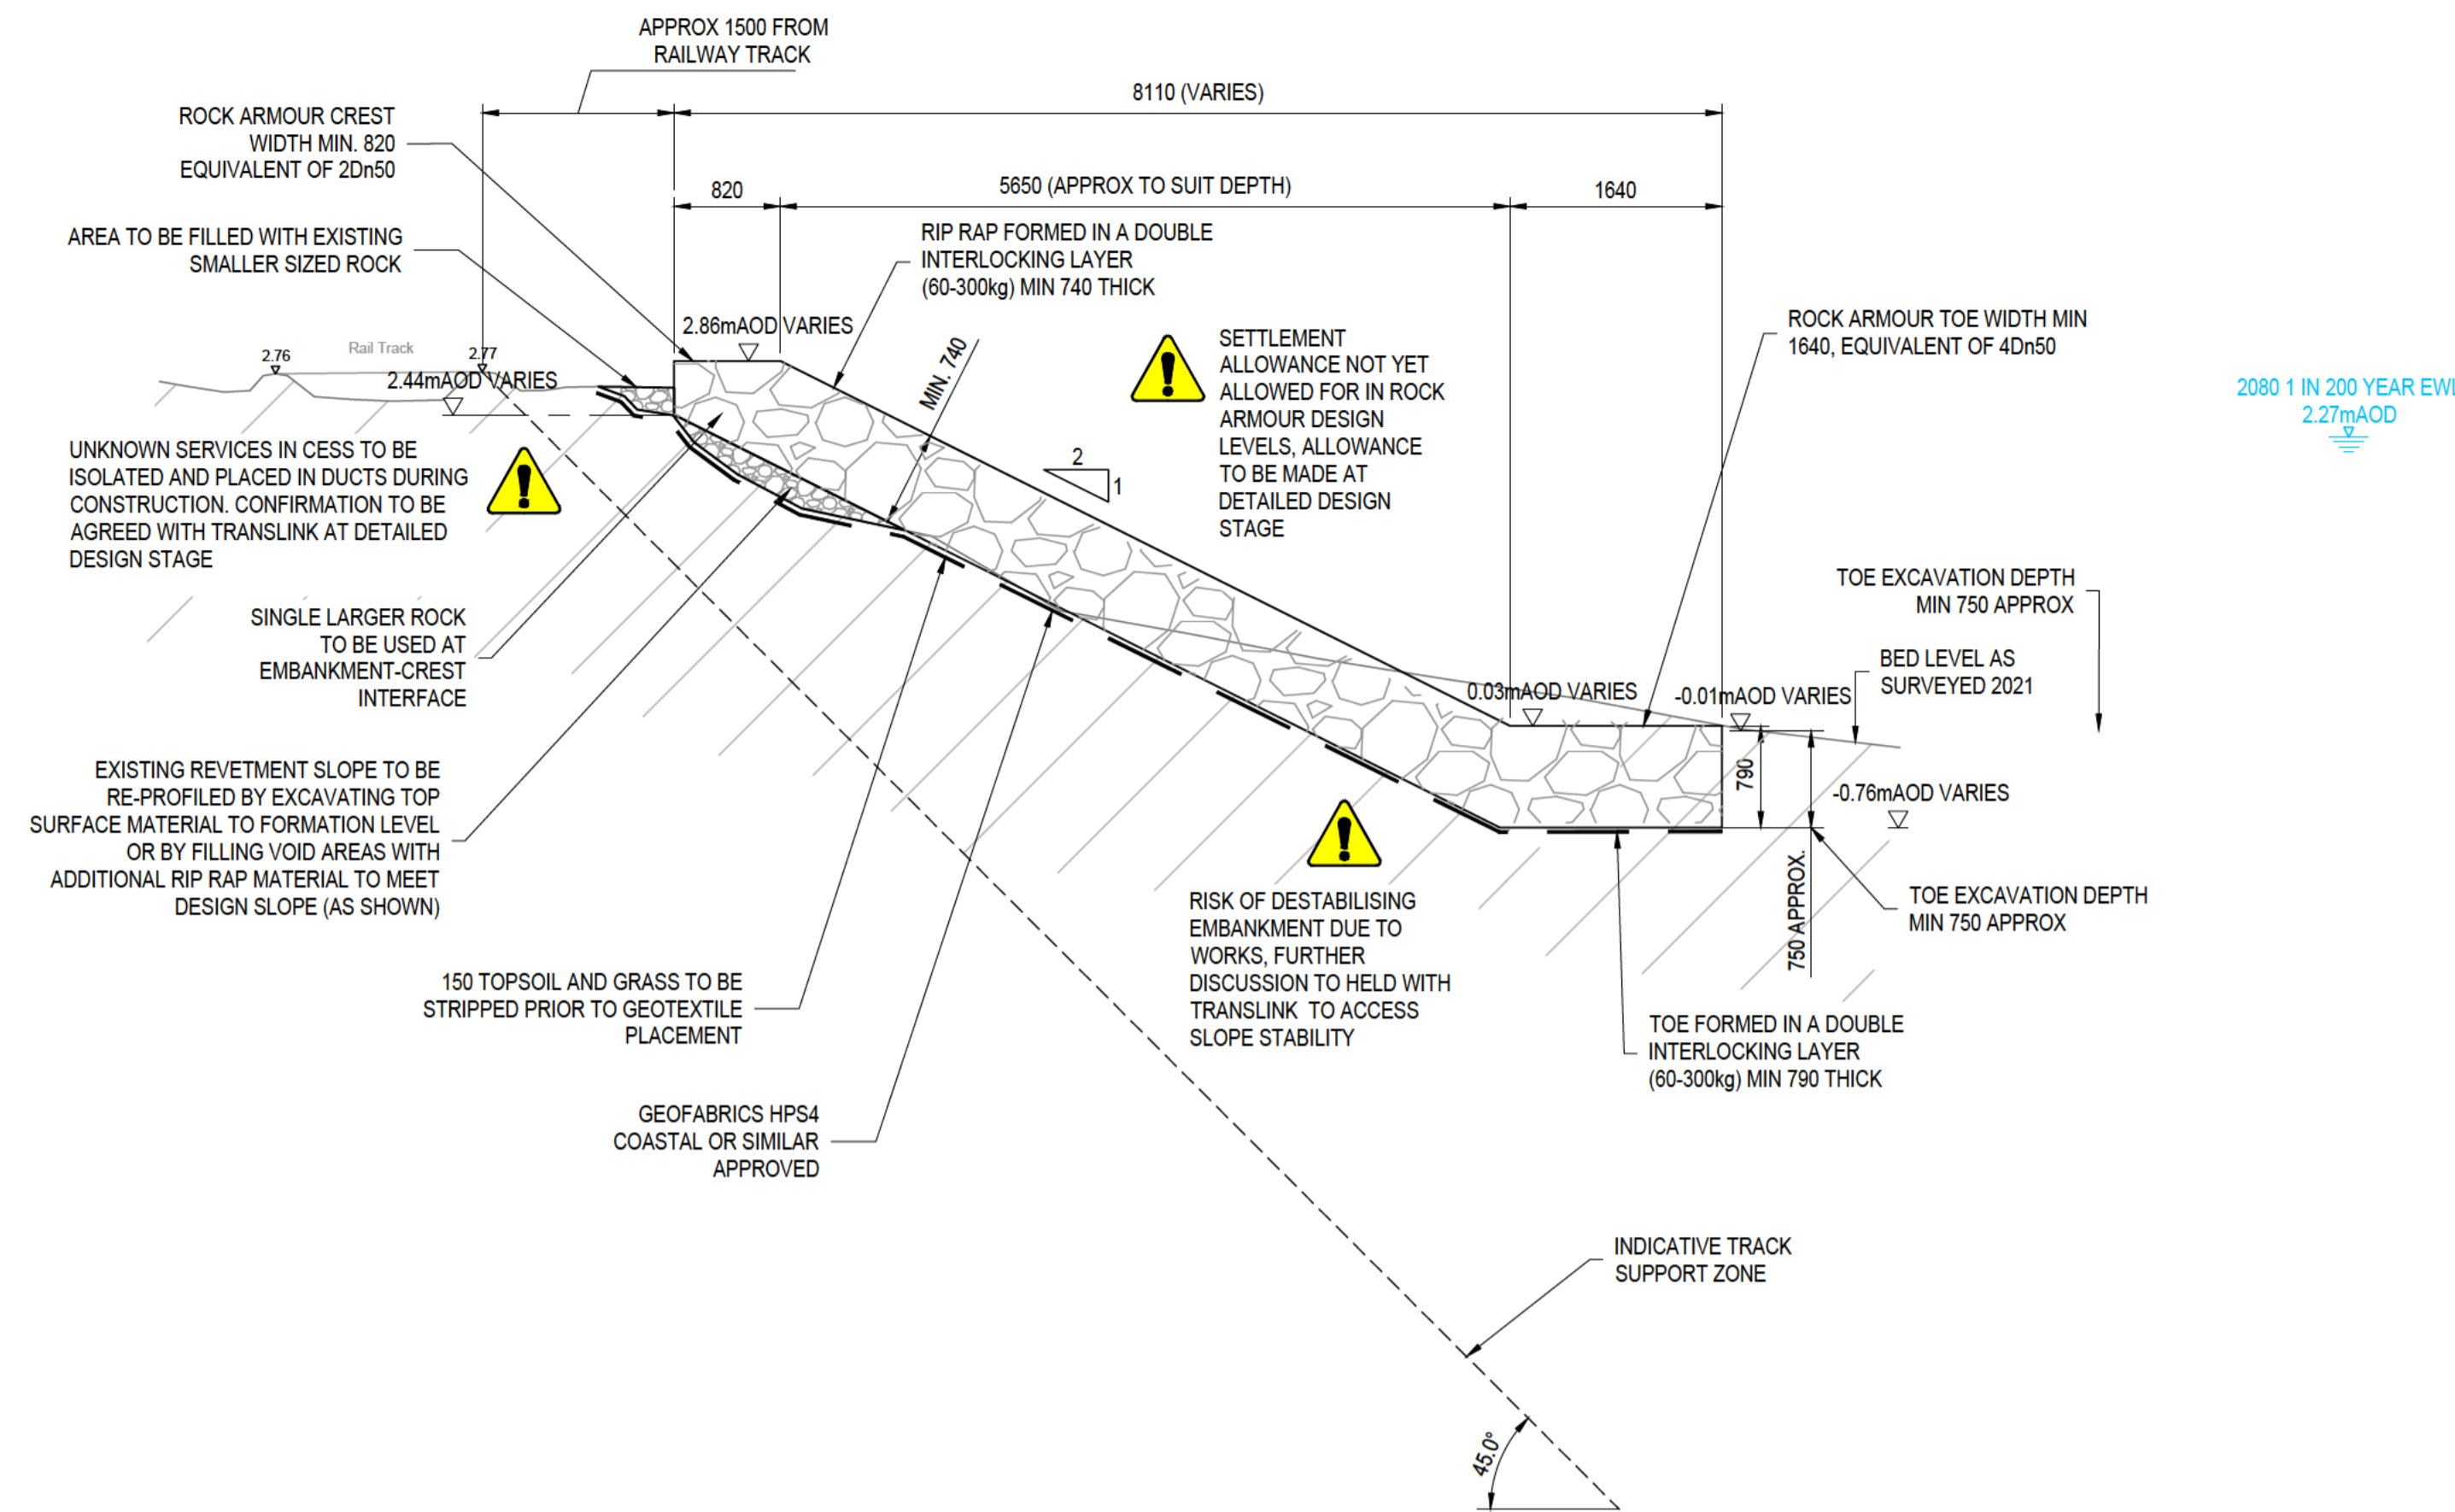 APPROX 1500 FROM
RAILWAY TRACK
8110 (VARIES)
ROCK ARMOUR CREST
WIDTH MIN. 820
EQUIVALENT OF 2Dn50
820
5650 (APPROX TO SUIT DEPTH)
1640
AREA TO BE FILLED WITH EXISTING
SMALLER SIZED ROCK
RIP RAP FORMED IN A DOUBLE
INTERLOCKING LAYER
(60-300kg) MIN 740 THICK
2.86mAOD VARIES
MIN. 740
SETTLEMENT
ALLOWANCE NOT YET
ALLOWED FOR IN ROCK
ARMOUR DESIGN
LEVELS, ALLOWANCE
TO BE MADE AT
DETAILED DESIGN
STAGE
ROCK ARMOUR TOE WIDTH MIN
1640, EQUIVALENT OF 4Dn50
2080 1 IN 200 YEAR EWl
2.27mAOD
2.76
Rail Track
2.77
2.44mAOD VARIES
UNKNOWN SERVICES IN CESS TO BE
ISOLATED AND PLACED IN DUCTS DURING
CONSTRUCTION. CONFIRMATION TO BE
AGREED WITH TRANSLINK AT DETAILED
DESIGN STAGE
2
1
TOE EXCAVATION DEPTH
MIN 750 APPROX
SINGLE LARGER ROCK
TO BE USED AT
EMBANKMENT-CREST
INTERFACE
BED LEVEL AS
SURVEYED 2021
0.03mAOD VARIES
-0.01mAOD VARIES
EXISTING REVETMENT SLOPE TO BE
RE-PROFILED BY EXCAVATING TOP
SURFACE MATERIAL TO FORMATION LEVEL
OR BY FILLING VOID AREAS WITH
ADDITIONAL RIP RAP MATERIAL TO MEET
DESIGN SLOPE (AS SHOWN)
790
-0.76mAOD VARIES
750 APPROX.
RISK OF DESTABILISING
EMBANKMENT DUE TO
WORKS, FURTHER
DISCUSSION TO HELD WITH
TRANSLINK TO ACCESS
SLOPE STABILITY
TOE EXCAVATION DEPTH
MIN 750 APPROX
150 TOPSOIL AND GRASS TO BE
STRIPPED PRIOR TO GEOTEXTILE
PLACEMENT
TOE FORMED IN A DOUBLE
INTERLOCKING LAYER
(60-300kg) MIN 790 THICK
GEOFABRICS HPS4
COASTAL OR SIMILAR
APPROVED
INDICATIVE TRACK
SUPPORT ZONE
45.0°